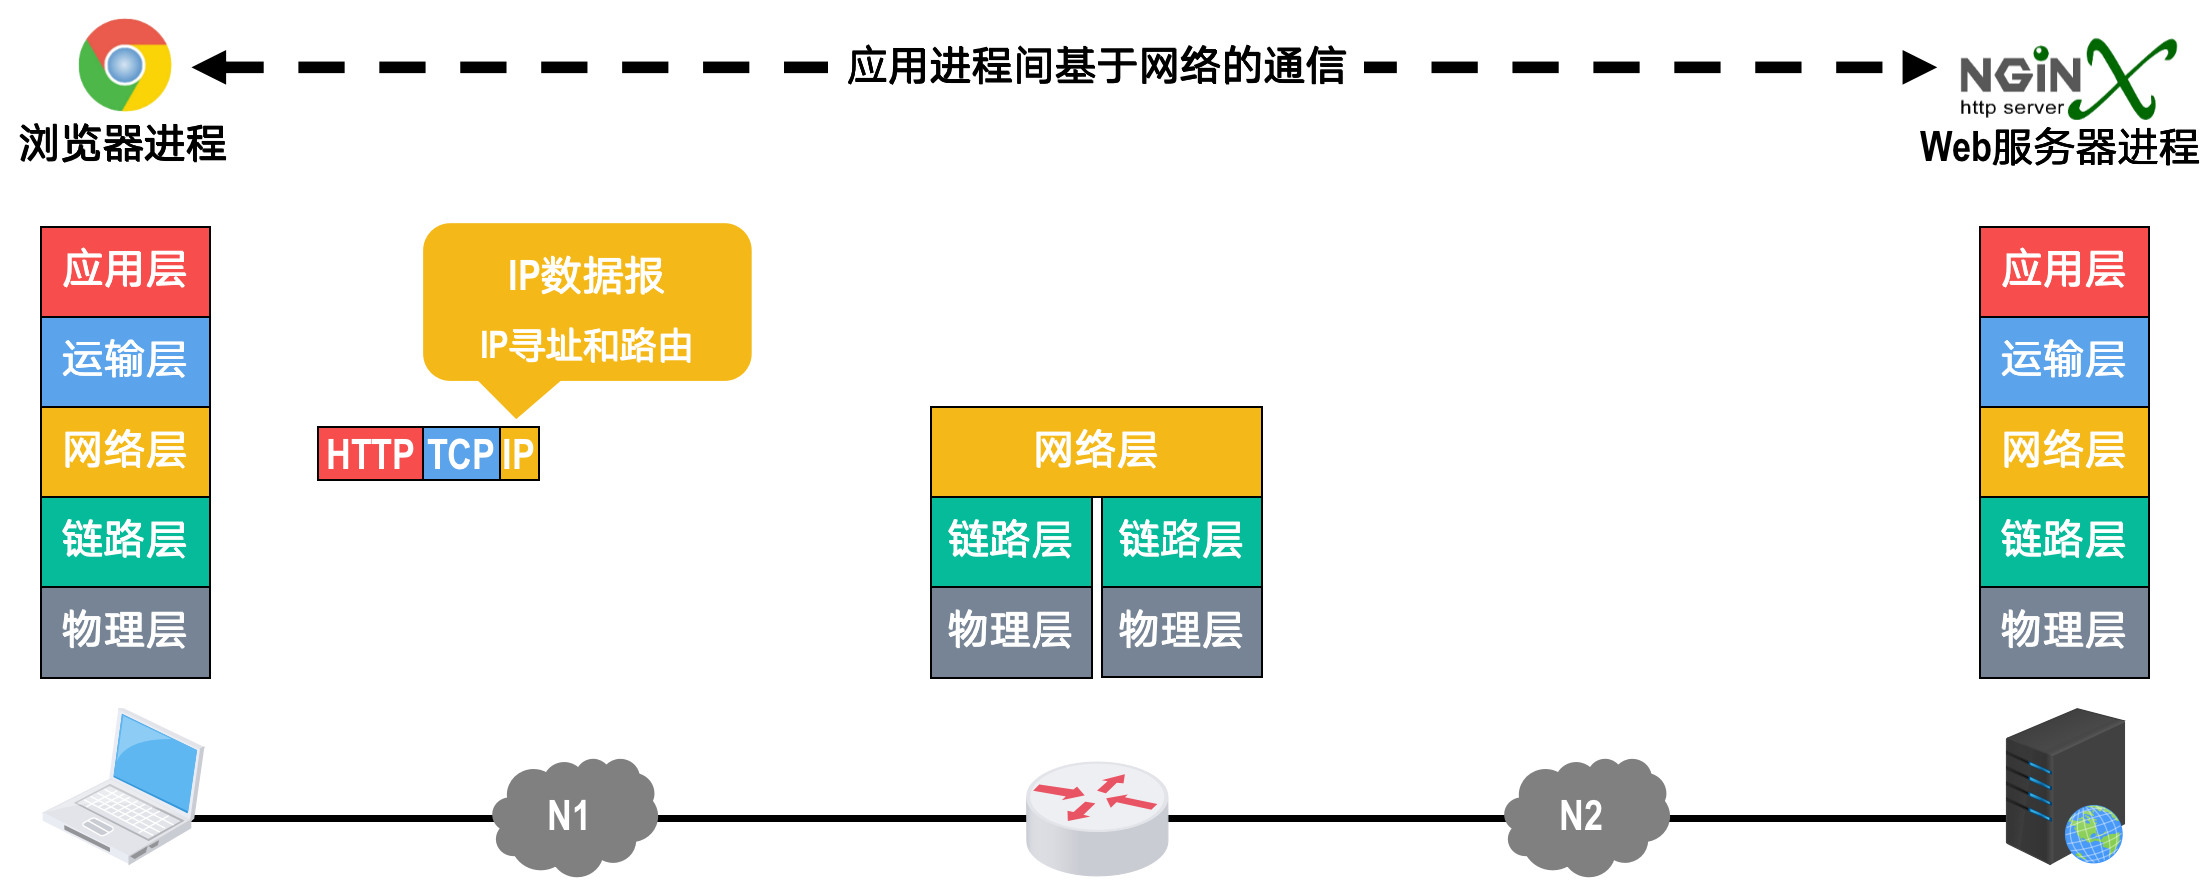 应用进程间基于网络的通信
NGiNX
http server
浏览器进程
Web服务器进程
应用层
运输层
网络层
链路层
物理层
IP数据报
IP寻址和路由
HTTP TCP IP
网络层
链路层 链路层
物理层 物理层
应用层
运输层
网络层
链路层
物理层
N1
N2